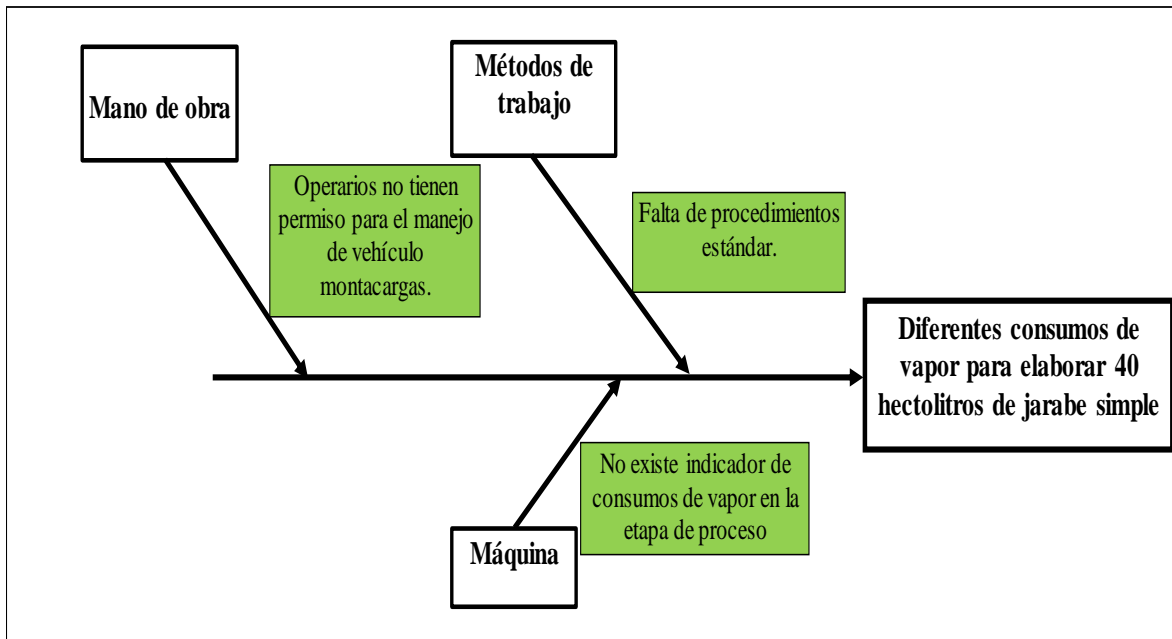 Mano de obra
Métodos de
trabajo
Operarios no tienen
permiso para el manejo
de vehículo
montacargas.
Falta de procedimientos
estándar.
Diferentes consumos de
vapor para elaborar 40
hectolitros de jarabe simple
No existe indicador de
consumos de vapor en la
etapa de proceso
Máquina